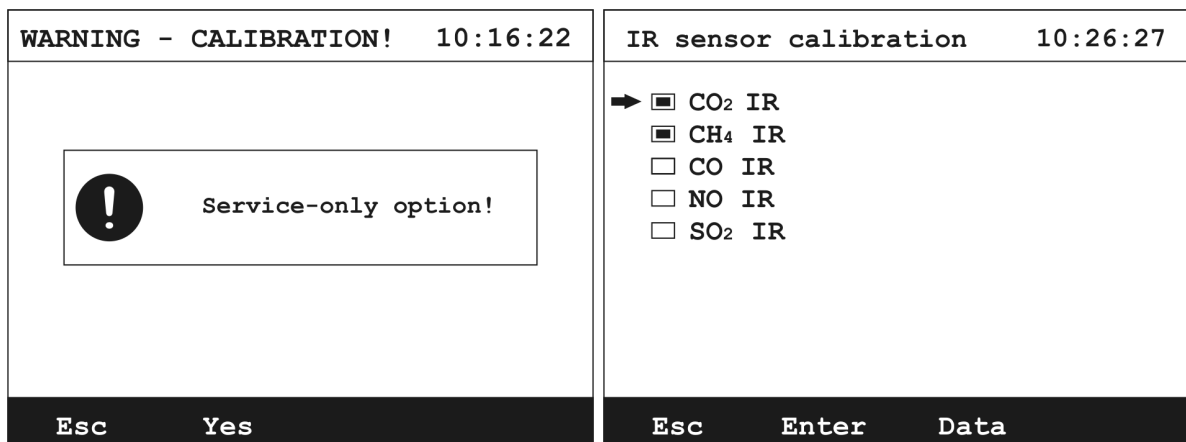 WARNING - CALIBRATION! 10:16:22
Service-only option!
Esc Yes
IR sensor calibration 10:26:27
CO₂ IR
CH₄ IR
CO IR
NO IR
SO₂ IR
Esc Enter Data